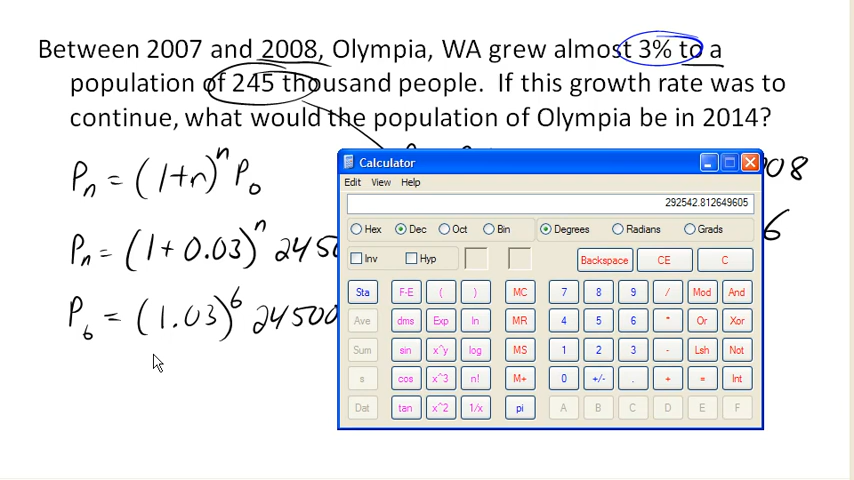 Between 2007 and 2008, Olympia, WA grew almost 3% to a
population of 245 thousand people. If this growth rate was to
continue, what would the population of Olympia be in 2014?
Pn = (1+r)^n P0
08
Pn = (1 + 0.03)^n 2450
6
P6 = (1.03)^6 24500
Calculator
Edit View Help
292542.812649605
Hex Dec Oct Bin Degrees Radians Grads
Inv Hyp Backspace CE C
Sta F-E ( ) MC 7 8 9 / Mod And
Ave dms Exp ln MR 4 5 6 * Or Xor
Sum sin x^y log MS 1 2 3 - Lsh Not
s cos x^3 n! M+ 0 +/- . + = Int
Dat tan x^2 1/x pi A B C D E F